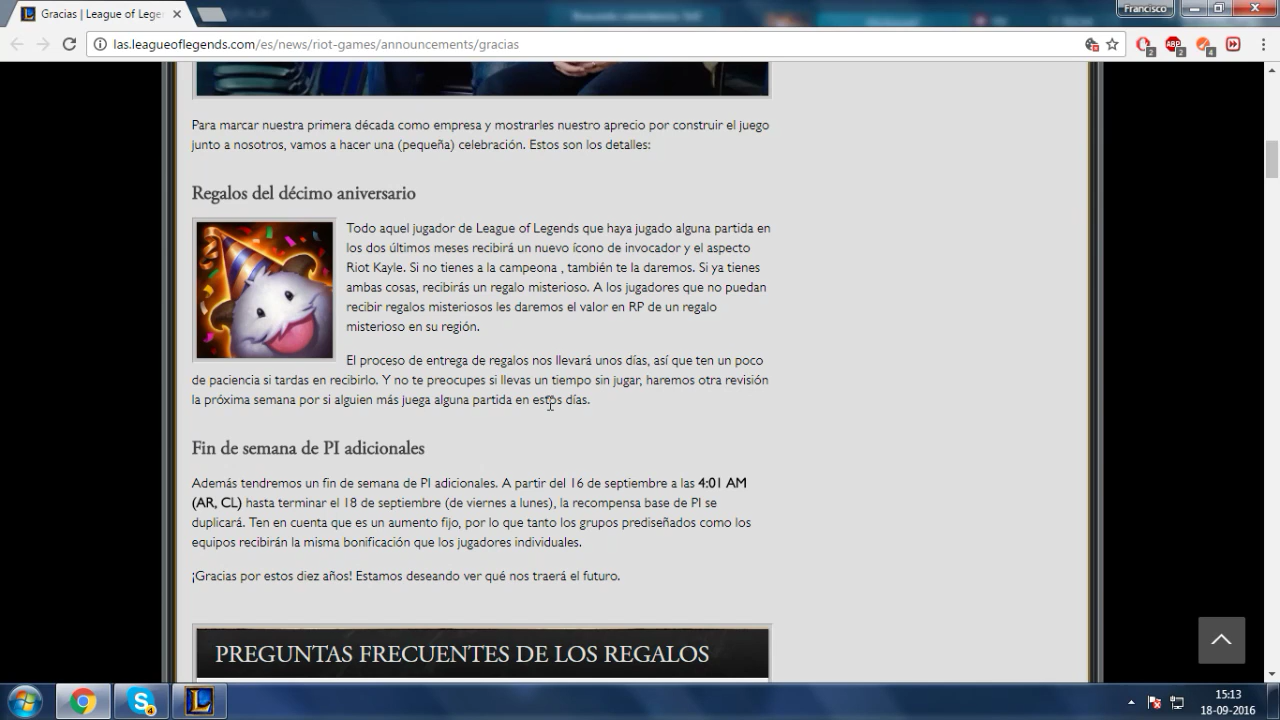 Gracias | League of Lege
Francisco
las.leagueoflegends.com/es/news/riot-games/announcements/gracias
2
ABP
2
4
Para marcar nuestra primera década como empresa y mostrarles nuestro aprecio por construir el juego
junto a nosotros, vamos a hacer una (pequeña) celebración. Estos son los detalles:
Regalos del décimo aniversario
Todo aquel jugador de League of Legends que haya jugado alguna partida en
los dos últimos meses recibirá un nuevo ícono de invocador y el aspecto
Riot Kayle. Si no tienes a la campeona , también te la daremos. Si ya tienes
ambas cosas, recibirás un regalo misterioso. A los jugadores que no puedan
recibir regalos misteriosos les daremos el valor en RP de un regalo
misterioso en su región.
El proceso de entrega de regalos nos llevará unos días, así que ten un poco
de paciencia si tardas en recibirlo. Y no te preocupes si llevas un tiempo sin jugar, haremos otra revisión
la próxima semana por si alguien más juega alguna partida en estos días.
Fin de semana de PI adicionales
Además tendremos un fin de semana de PI adicionales. A partir del 16 de septiembre a las 4:01 AM
(AR, CL) hasta terminar el 18 de septiembre (de viernes a lunes), la recompensa base de PI se
duplicará. Ten en cuenta que es un aumento fijo, por lo que tanto los grupos prediseñados como los
equipos recibirán la misma bonificación que los jugadores individuales.
¡Gracias por estos diez años! Estamos deseando ver qué nos traerá el futuro.
PREGUNTAS FRECUENTES DE LOS REGALOS
S
4
L
15:13
18-09-2016